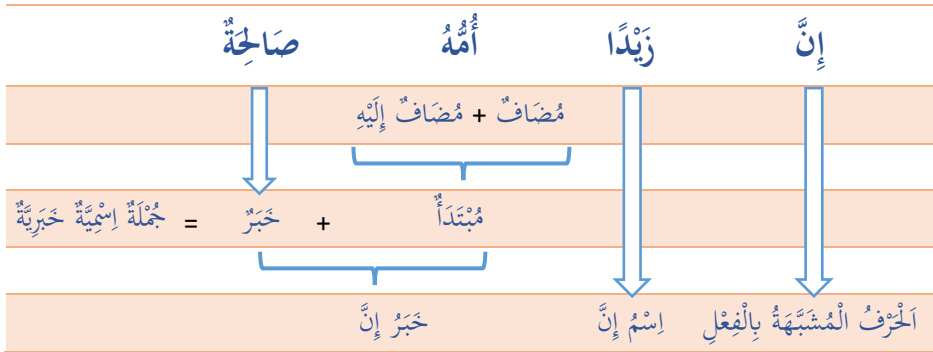 إِنَّ زَيْدًا أُمُّهُ صَالِحَةٌ
مُضَافٌ + مُضَافٌ إِلَيْهِ
مُبْتَدَأٌ + خَبَرٌ = جُمْلَةٌ اِسْمِيَّةٌ خَبَرِيَّةٌ
اَلْحَرْفُ الْمُشَبَّهَةُ بِالْفِعْلِ اِسْمُ إِنَّ خَبَرُ إِنَّ